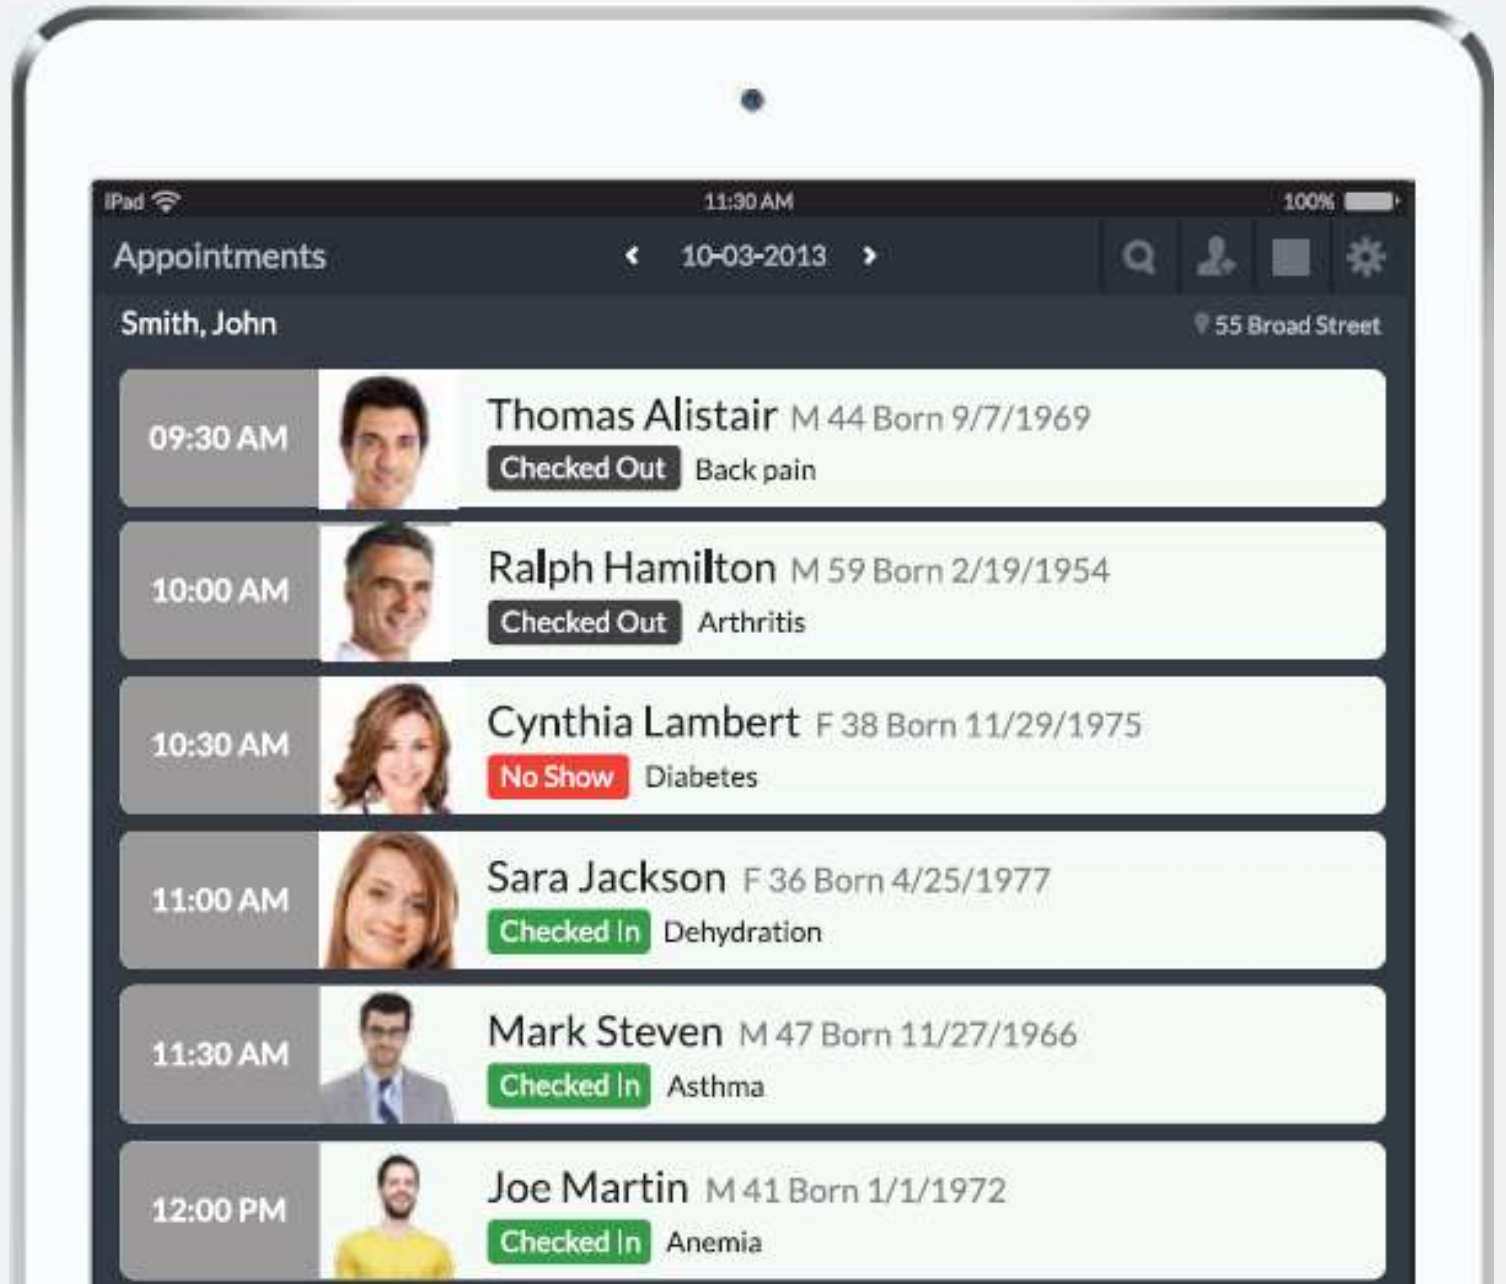 iPad 11:30 AM 100%
Appointments < 10-03-2013 >
Smith, John 55 Broad Street
09:30 AM Thomas Alistair M 44 Born 9/7/1969
Checked Out Back pain
10:00 AM Ralph Hamilton M 59 Born 2/19/1954
Checked Out Arthritis
10:30 AM Cynthia Lambert F 38 Born 11/29/1975
No Show Diabetes
11:00 AM Sara Jackson F 36 Born 4/25/1977
Checked In Dehydration
11:30 AM Mark Steven M 47 Born 11/27/1966
Checked In Asthma
12:00 PM Joe Martin M 41 Born 1/1/1972
Checked In Anemia